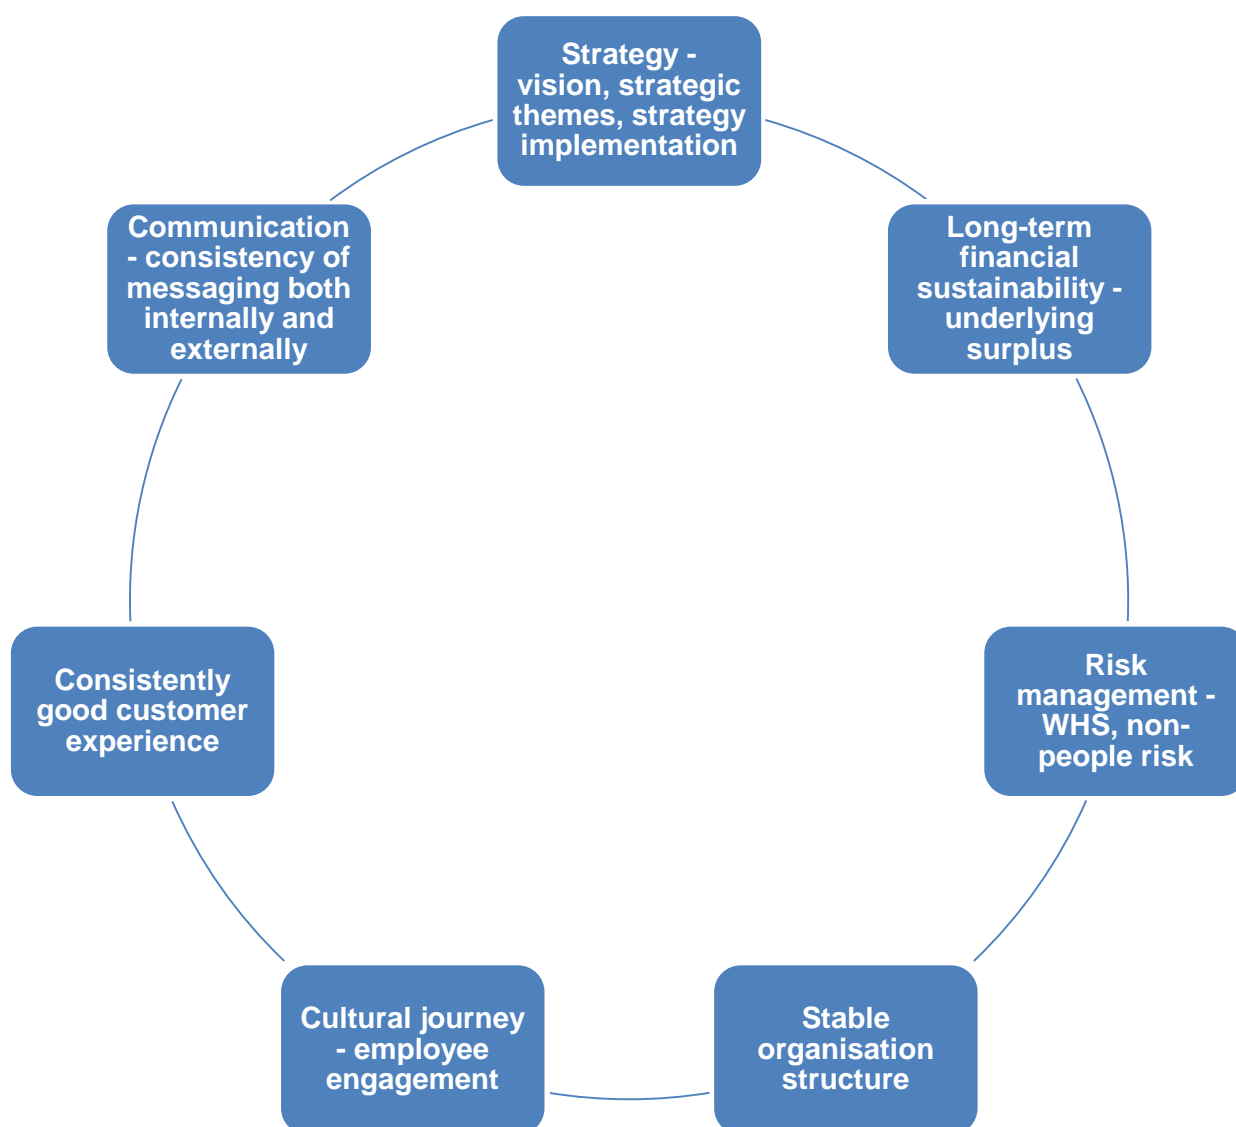 Strategy -
vision, strategic
themes, strategy
implementation
Long-term
financial
sustainability -
underlying
surplus
Risk
management -
WHS, non-
people risk
Stable
organisation
structure
Cultural journey
- employee
engagement
Consistently
good customer
experience
Communication
- consistency of
messaging both
internally and
externally